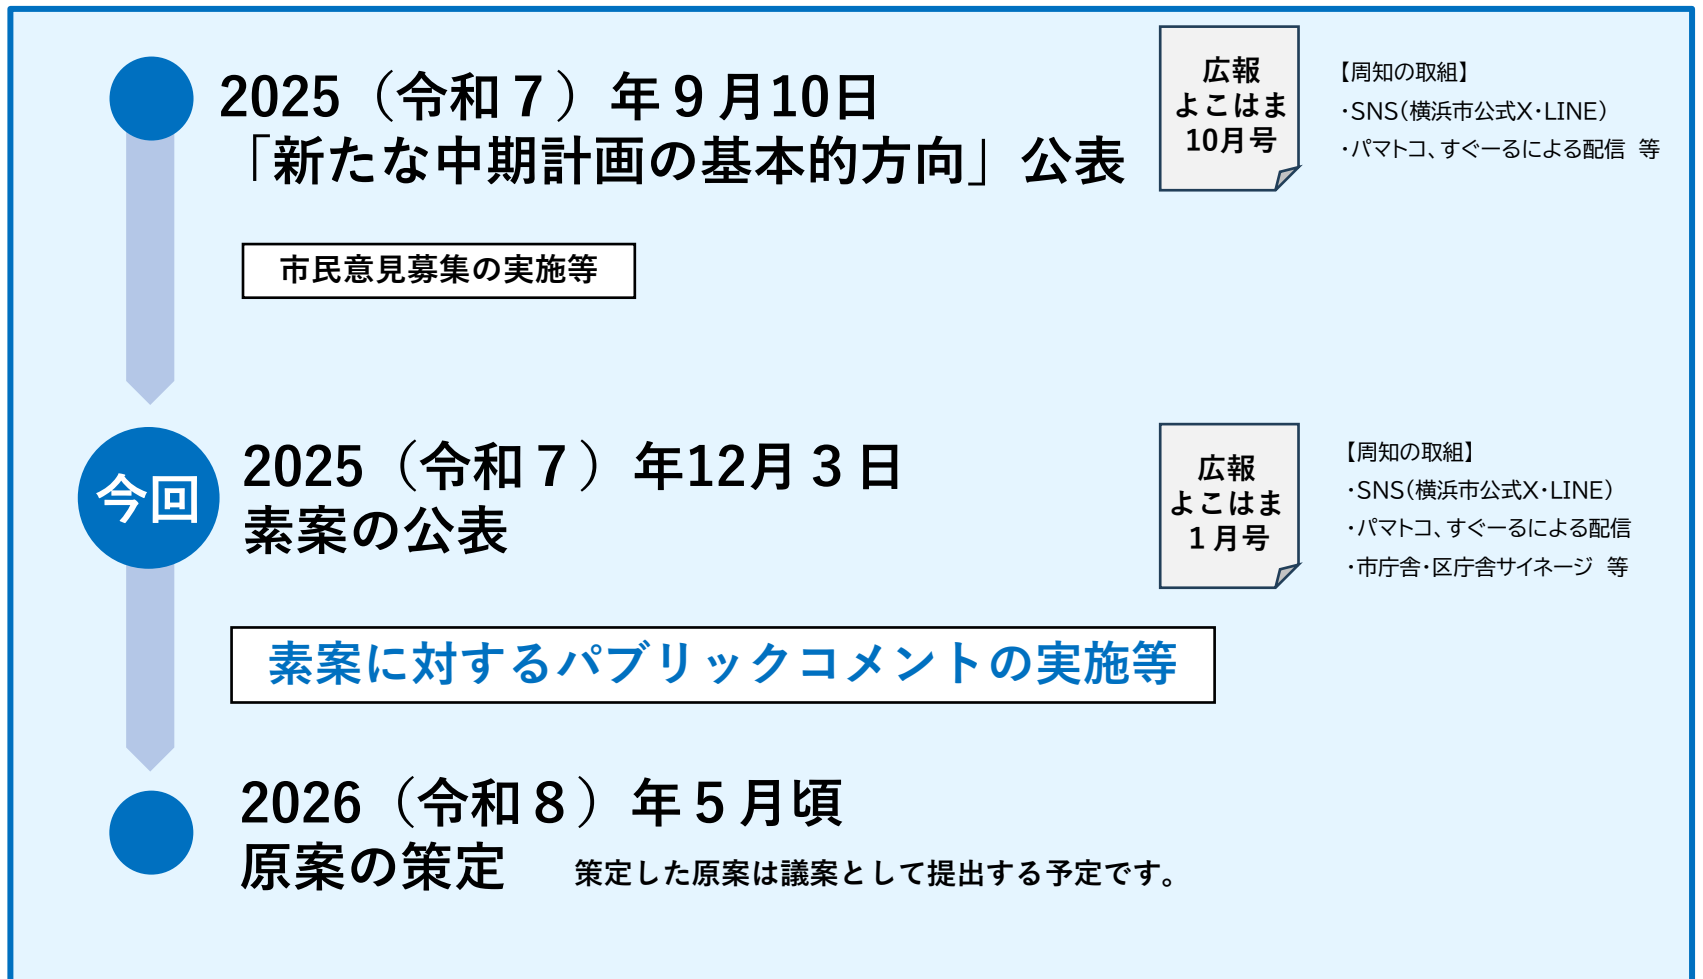 2025（令和７）年９月10日
「新たな中期計画の基本的方向」公表
広報
よこはま
10月号
【周知の取組】
・SNS（横浜市公式X・LINE）
・パマトコ、すぐーるによる配信　等
市民意見募集の実施等
今回
2025（令和７）年12月３日
素案の公表
広報
よこはま
１月号
【周知の取組】
・SNS（横浜市公式X・LINE）
・パマトコ、すぐーるによる配信
・市庁舎・区庁舎サイネージ　等
素案に対するパブリックコメントの実施等
2026（令和８）年５月頃
原案の策定
策定した原案は議案として提出する予定です。